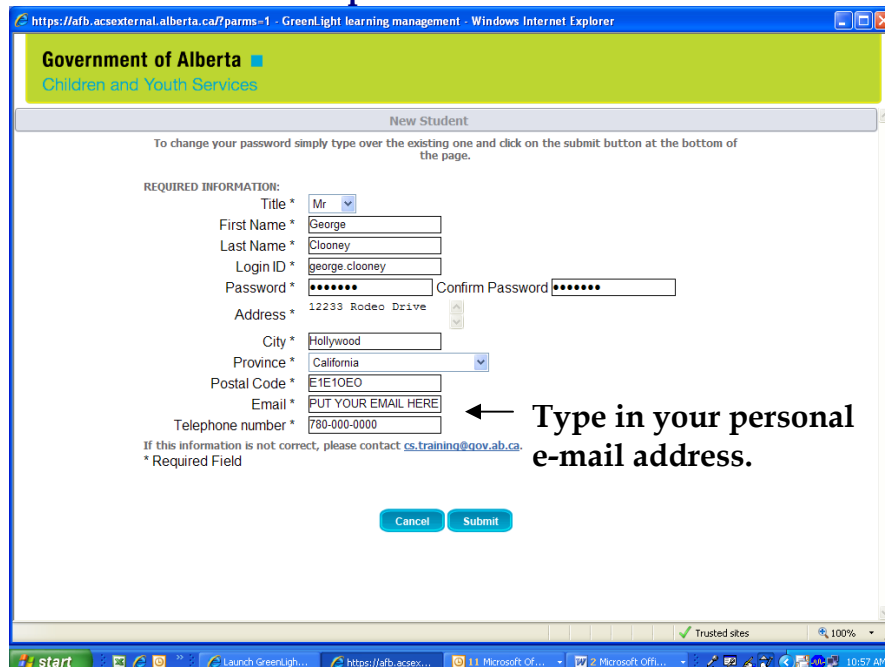 https://afb.acsexternal.alberta.ca/?parms=1 - GreenLight learning management - Windows Internet Explorer
Government of Alberta
Children and Youth Services
New Student
To change your password simply type over the existing one and click on the submit button at the bottom of
the page.
REQUIRED INFORMATION:
Title * Mr
First Name * George
Last Name * Clooney
Login ID * george.clooney
Password * ••••••• Confirm Password •••••••
Address * 12233 Rodeo Drive
City * Hollywood
Province * California
Postal Code * E1E1OEO
Email * PUT YOUR EMAIL HERE
Telephone number * 780-000-0000
Type in your personal
e-mail address.
If this information is not correct, please contact cs.training@gov.ab.ca.
* Required Field
Cancel Submit
Trusted sites 100%
start Launch GreenLigh... https://afb.acsex... 11 Microsoft Of... 2 Microsoft Offi... 10:57 AM